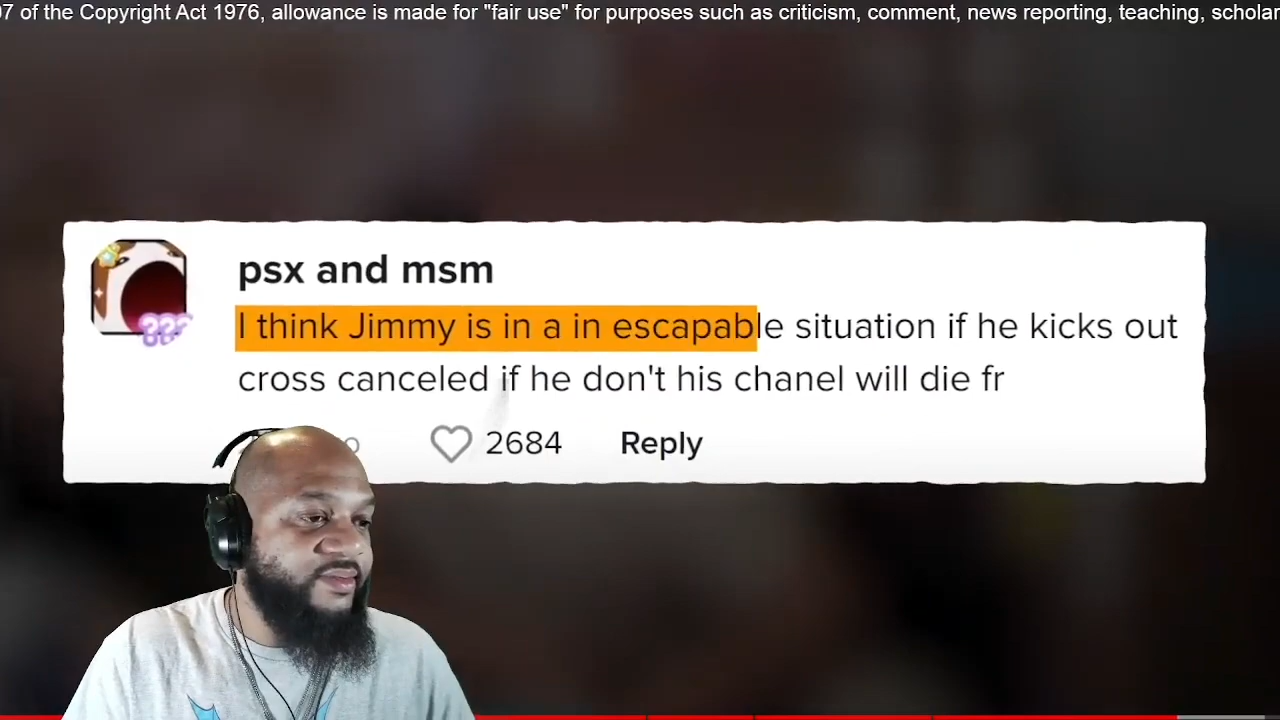 07 of the Copyright Act 1976, allowance is made for "fair use" for purposes such as criticism, comment, news reporting, teaching, scholar
psx and msm
I think Jimmy is in a in escapable situation if he kicks out
cross canceled if he don't his chanel will die fr
2684 Reply